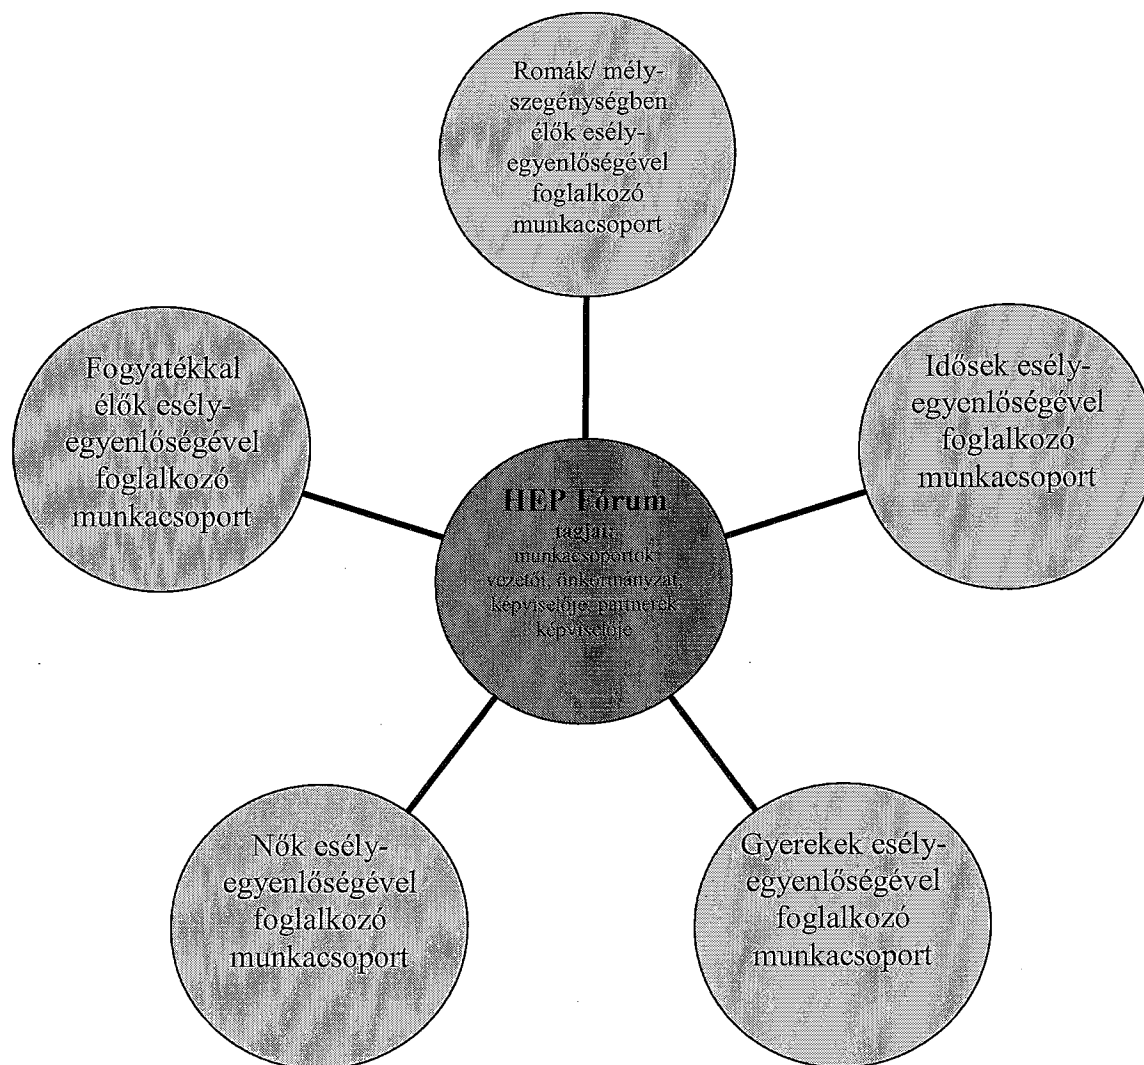 Romák/ mély-
szegénységben
élők esély-
egyenlőségével
foglalkozó
munkacsoport
Fogyatékkal
élők esély-
egyenlőségével
foglalkozó
munkacsoport
Idősek esély-
egyenlőségével
foglalkozó
munkacsoport
HEP Fórum
tagjai:
munkacsoportok
vezetői, önkormányzat
képviselője, partnerek
képviselője
Nők esély-
egyenlőségével
foglalkozó
munkacsoport
Gyerekek esély-
egyenlőségével
foglalkozó
munkacsoport